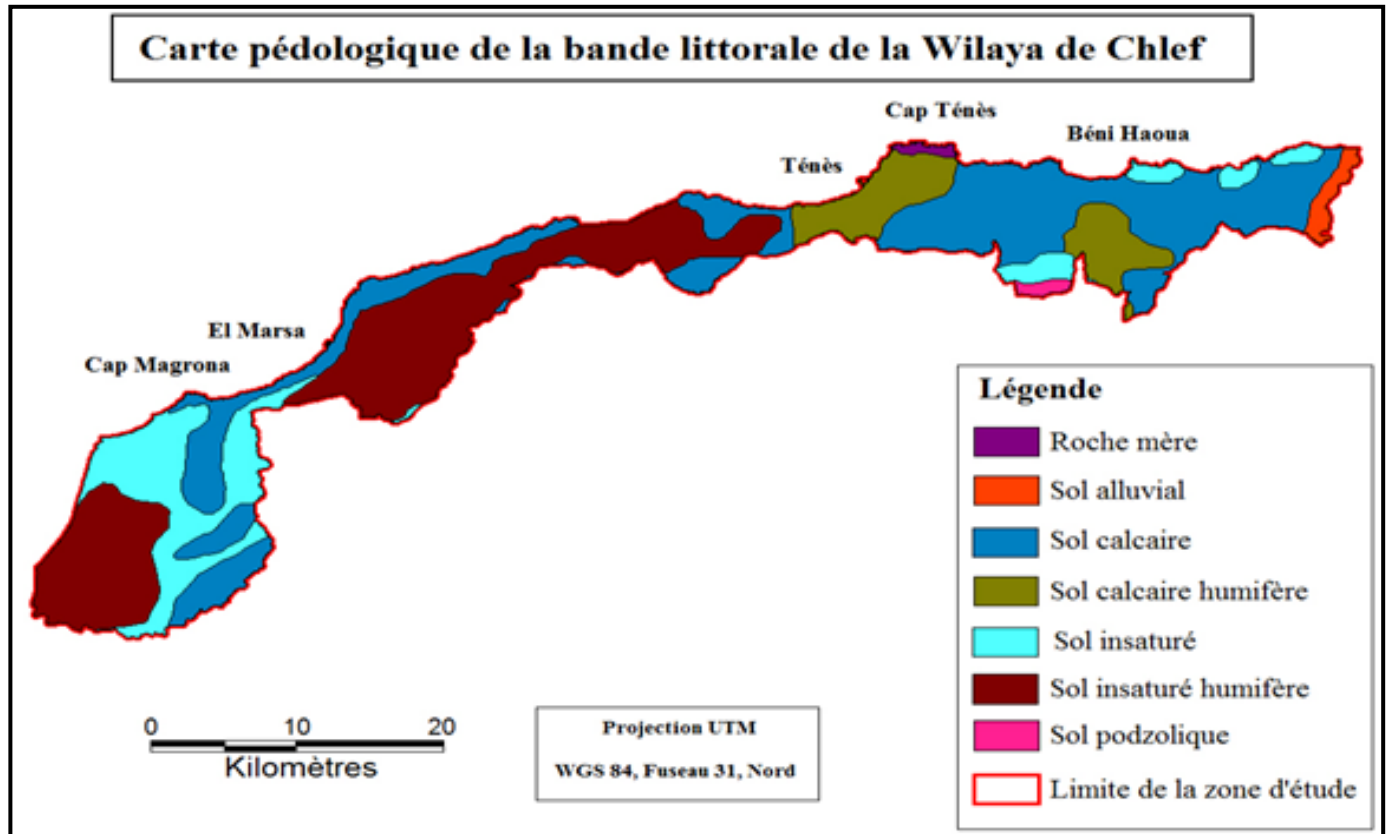 Carte pédologique de la bande littorale de la Wilaya de Chlef
Cap Ténès
Béni Haoua
Ténès
El Marsa
Cap Magrona
Légende
Roche mère
Sol alluvial
Sol calcaire
Sol calcaire humifère
Sol insaturé
Sol insaturé humifère
Sol podzolique
Limite de la zone d'étude
0 10 20
Kilomètres
Projection UTM
WGS 84, Fuseau 31, Nord